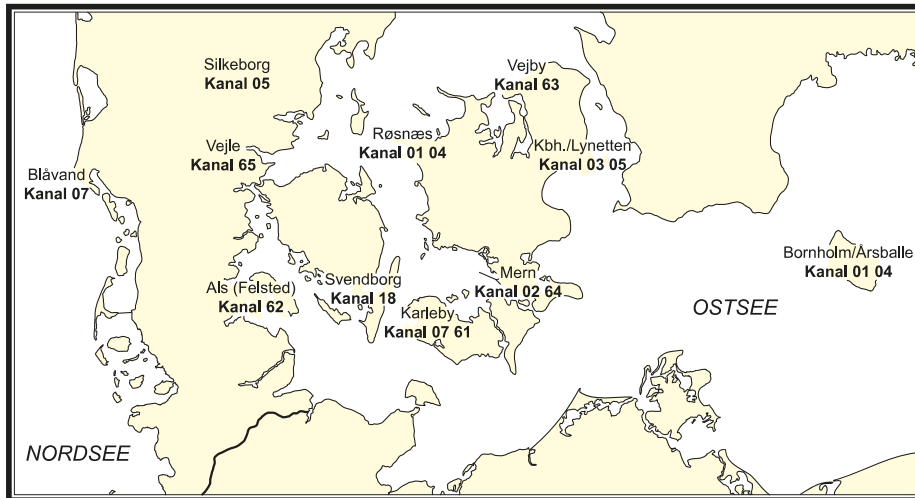 Silkeborg
Kanal 05
Vejby
Kanal 63
Røsnæs
Kanal 01 04
Vejle
Kanal 65
Kbh./Lynetten
Kanal 03 05
Blåvand
Kanal 07
Bornholm/Årsballe
Kanal 01 04
Mern
Kanal 02 64
Als (Felsted)
Kanal 62
Svendborg
Kanal 18
Karleby
Kanal 07 61
OSTSEE
NORDSEE